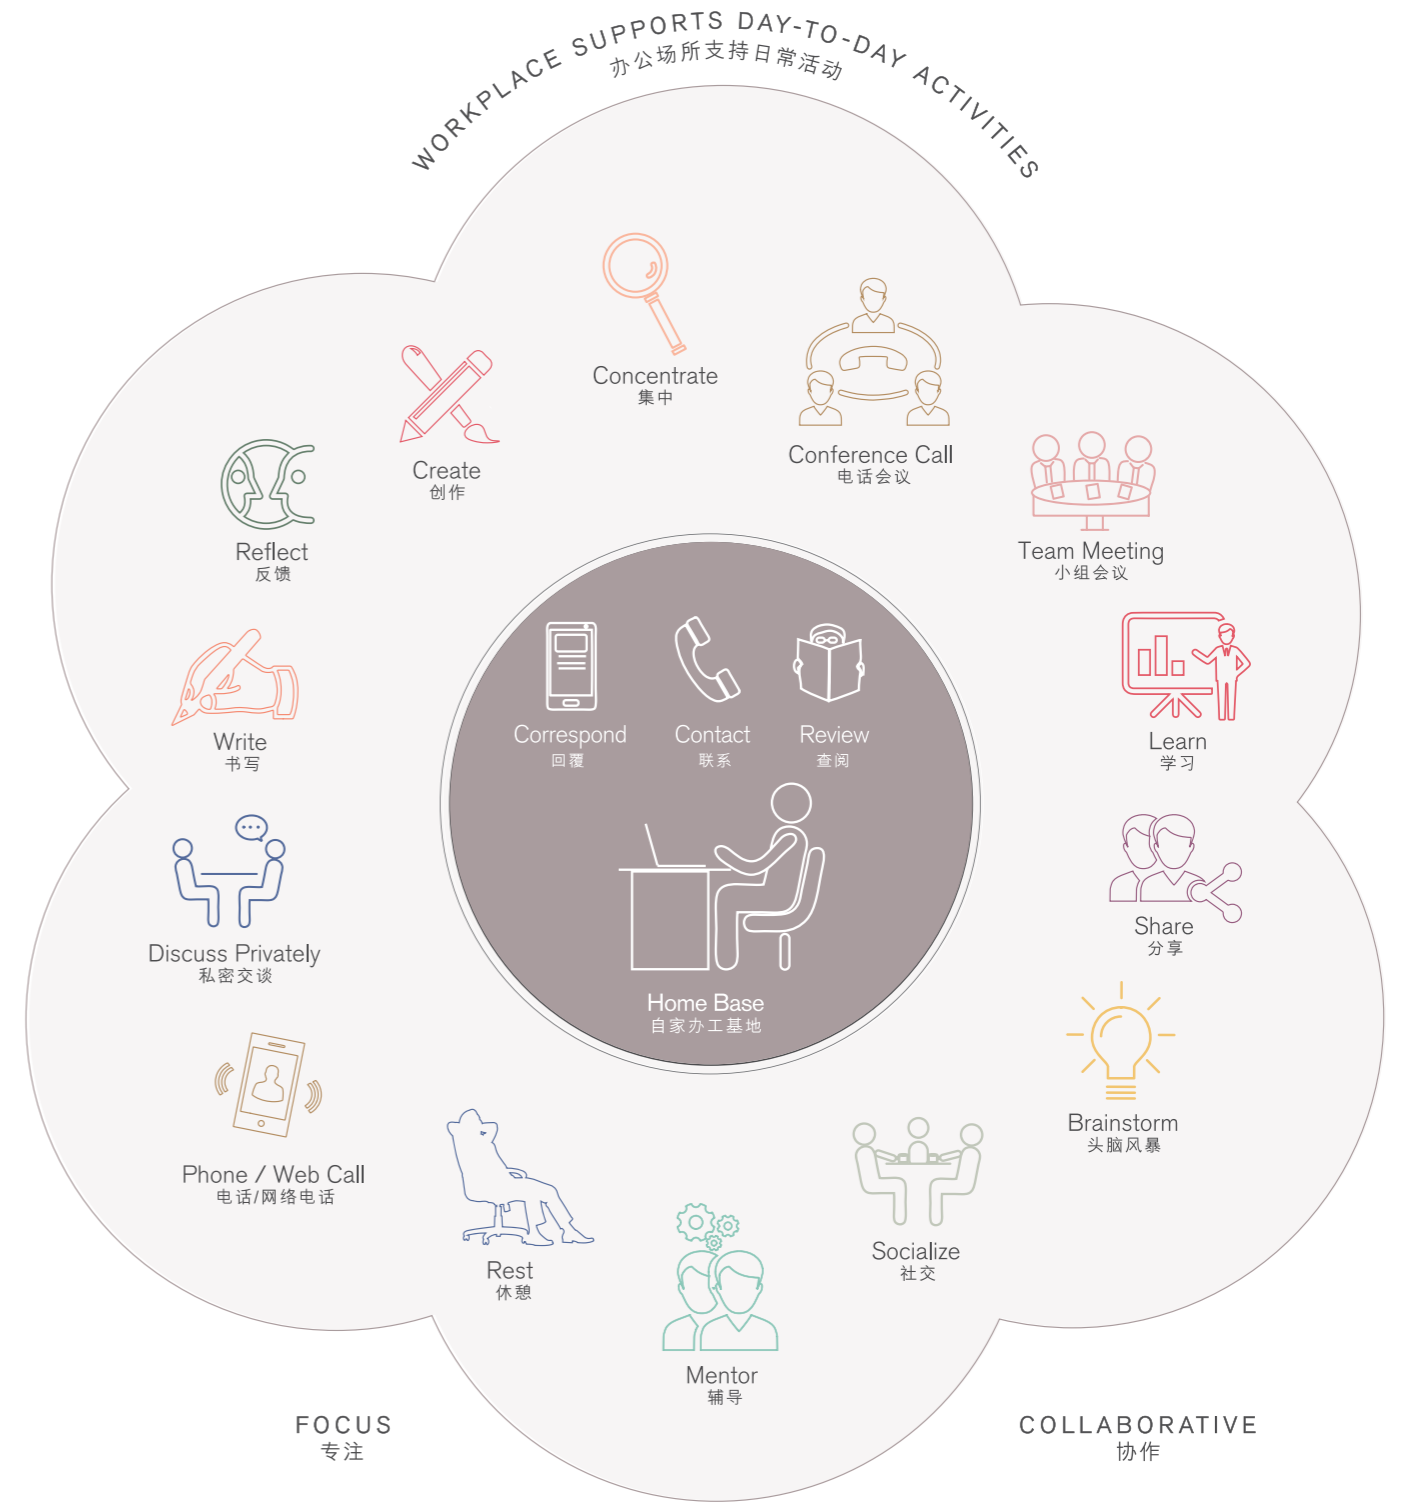 WORKPLACE SUPPORTS DAY-TO-DAY ACTIVITIES
办公场所支持日常活动
Concentrate
集中
Conference Call
电话会议
Create
创作
Team Meeting
小组会议
Reflect
反馈
Correspond
回覆
Contact
联系
Review
查阅
Write
书写
Learn
学习
Share
分享
Discuss Privately
私密交谈
Home Base
自家办工基地
Brainstorm
头脑风暴
Phone / Web Call
电话/网络电话
Socialize
社交
Rest
休憩
Mentor
辅导
FOCUS
专注
COLLABORATIVE
协作